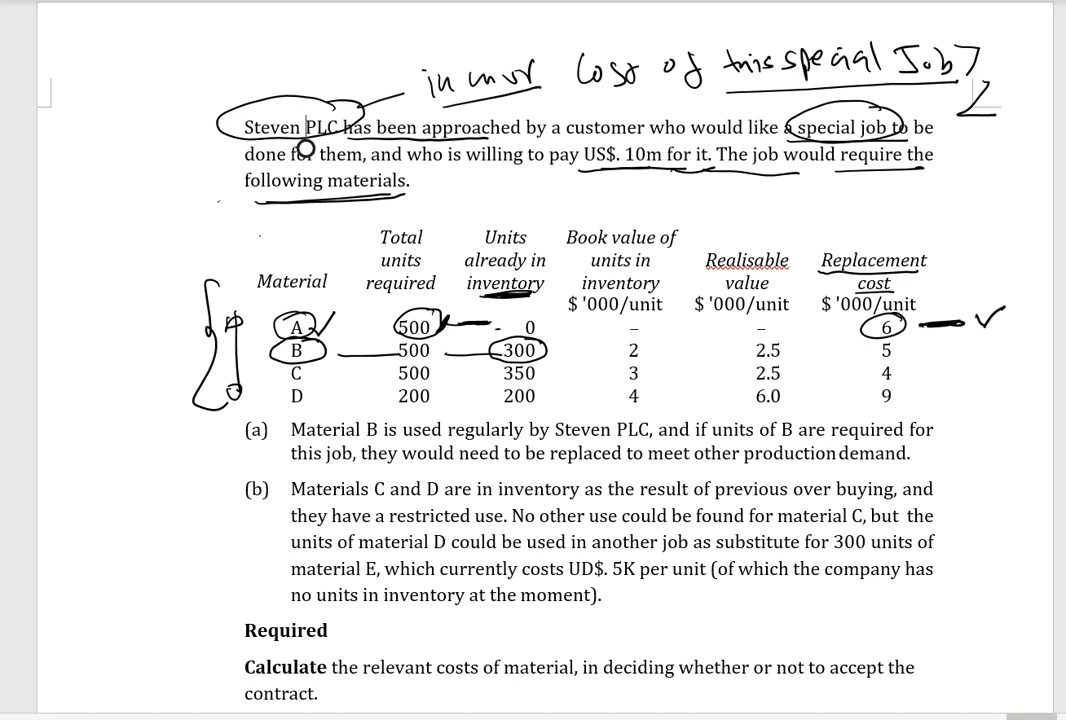 in curr Cost of this special Job?
Steven PLC has been approached by a customer who would like a special job to be
done for them, and who is willing to pay US$. 10m for it. The job would require the
following materials.
Total Units Book value of
units already in units in Realisable Replacement
Material required inventory inventory value cost
$ '000/unit $ '000/unit $ '000/unit
A 500 0 – – 6
B 500 300 2 2.5 5
C 500 350 3 2.5 4
D 200 200 4 6.0 9
(a) Material B is used regularly by Steven PLC, and if units of B are required for
this job, they would need to be replaced to meet other production demand.
(b) Materials C and D are in inventory as the result of previous over buying, and
they have a restricted use. No other use could be found for material C, but the
units of material D could be used in another job as substitute for 300 units of
material E, which currently costs UD$. 5K per unit (of which the company has
no units in inventory at the moment).
Required
Calculate the relevant costs of material, in deciding whether or not to accept the
contract.